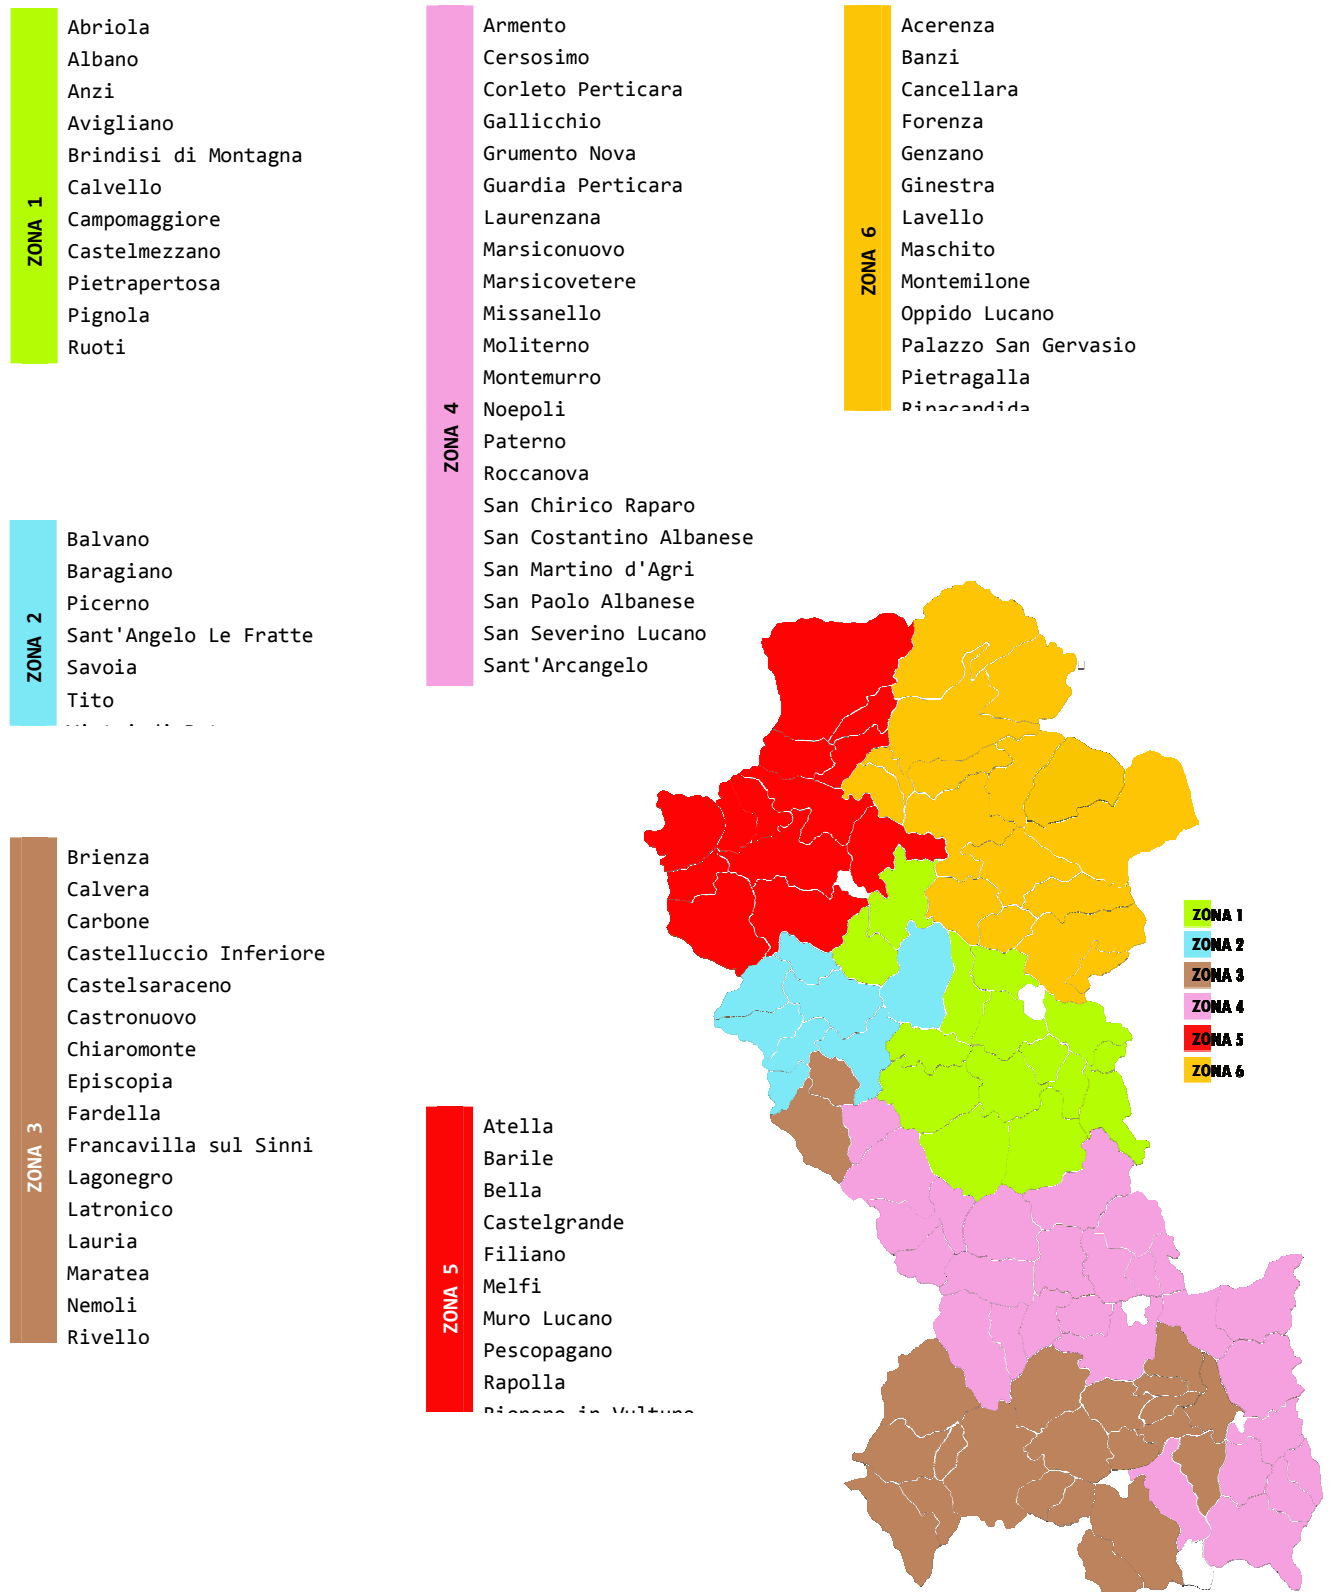 ZONA 1
Abriola
Albano
Anzi
Avigliano
Brindisi di Montagna
Calvello
Campomaggiore
Castelmezzano
Pietrapertosa
Pignola
Ruoti
ZONA 2
Balvano
Baragiano
Picerno
Sant'Angelo Le Fratte
Savoia
Tito
ZONA 3
Brienza
Calvera
Carbone
Castelluccio Inferiore
Castelsaraceno
Castronuovo
Chiaromonte
Episcopia
Fardella
Francavilla sul Sinni
Lagonegro
Latronico
Lauria
Maratea
Nemoli
Rivello
ZONA 4
Armento
Cersosimo
Corleto Perticara
Gallicchio
Grumento Nova
Guardia Perticara
Laurenzana
Marsiconuovo
Marsicovetere
Missanello
Moliterno
Montemurro
Noepoli
Paterno
Roccanova
San Chirico Raparo
San Costantino Albanese
San Martino d'Agri
San Paolo Albanese
San Severino Lucano
Sant'Arcangelo
ZONA 5
Atella
Barile
Bella
Castelgrande
Filiano
Melfi
Muro Lucano
Pescopagano
Rapolla
Rionero in Vulture
ZONA 6
Acerenza
Banzi
Cancellara
Forenza
Genzano
Ginestra
Lavello
Maschito
Montemilone
Oppido Lucano
Palazzo San Gervasio
Pietragalla
Ripacandida
ZONA 1
ZONA 2
ZONA 3
ZONA 4
ZONA 5
ZONA 6